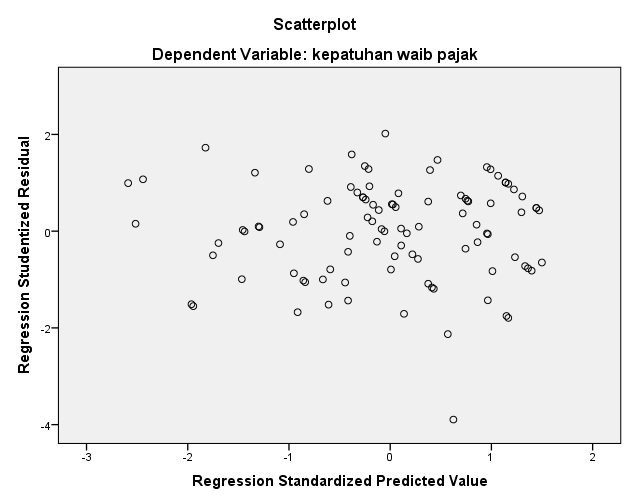 Scatterplot
Dependent Variable: kepatuhan waib pajak
Regression Studentized Residual
2
0
-2
-4
-3 -2 -1 0 1 2
Regression Standardized Predicted Value